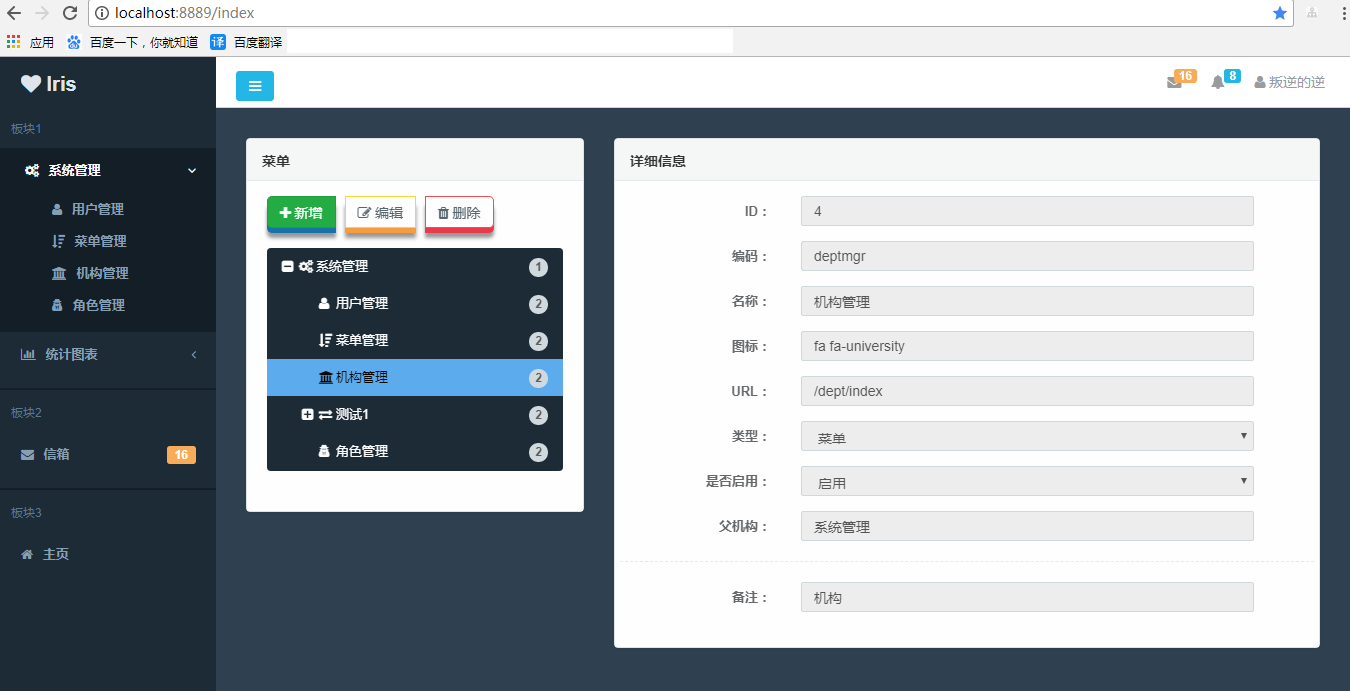 localhost:8889/index
应用 百度一下，你就知道 译 百度翻译
Iris
16 8 叛逆的逆
板块1
系统管理
用户管理
菜单管理
机构管理
角色管理
统计图表
板块2
信箱 16
板块3
主页
菜单
新增 编辑 删除
系统管理 1
用户管理 2
菜单管理 2
机构管理 2
测试1 2
角色管理 2
详细信息
ID： 4
编码： deptmgr
名称： 机构管理
图标： fa fa-university
URL： /dept/index
类型： 菜单
是否启用： 启用
父机构： 系统管理
备注： 机构